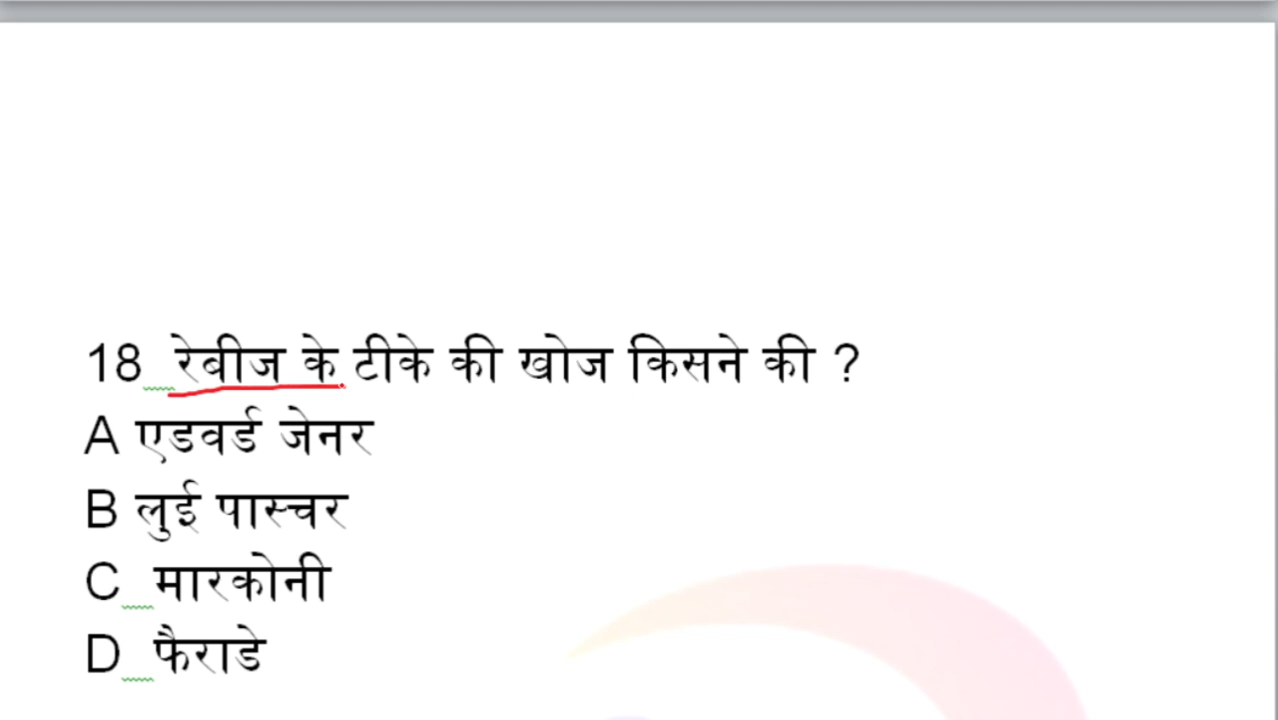 18 रेबीज के टीके की खोज किसने की ?
A एडवर्ड जेनर
B लुई पास्चर
C मारकोनी
D फैराडे